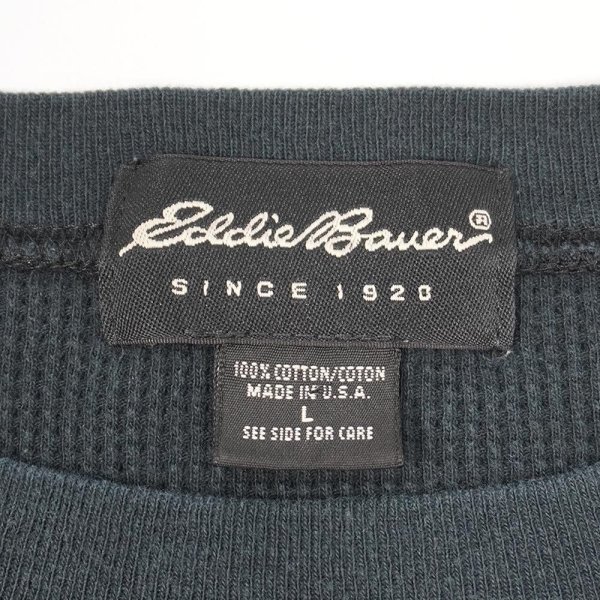 Eddie Bauer®
SINCE 1920
100% COTTON/COTON
MADE IN U.S.A.
L
SEE SIDE FOR CARE